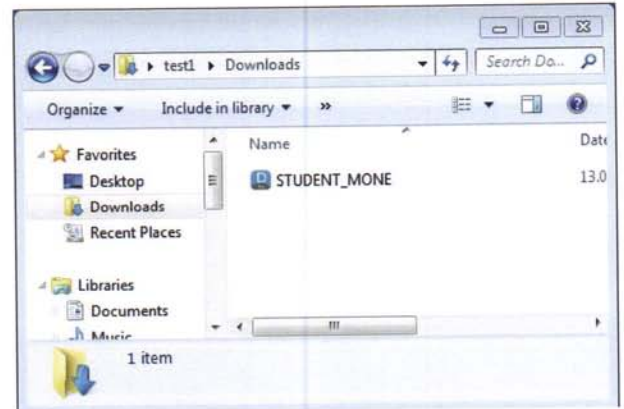 test1 Downloads
Search Do...
Organize Include in library »
Name Date
Favorites
Desktop
Downloads
Recent Places
STUDENT_MONE 13.0
Libraries
Documents
Music
1 item